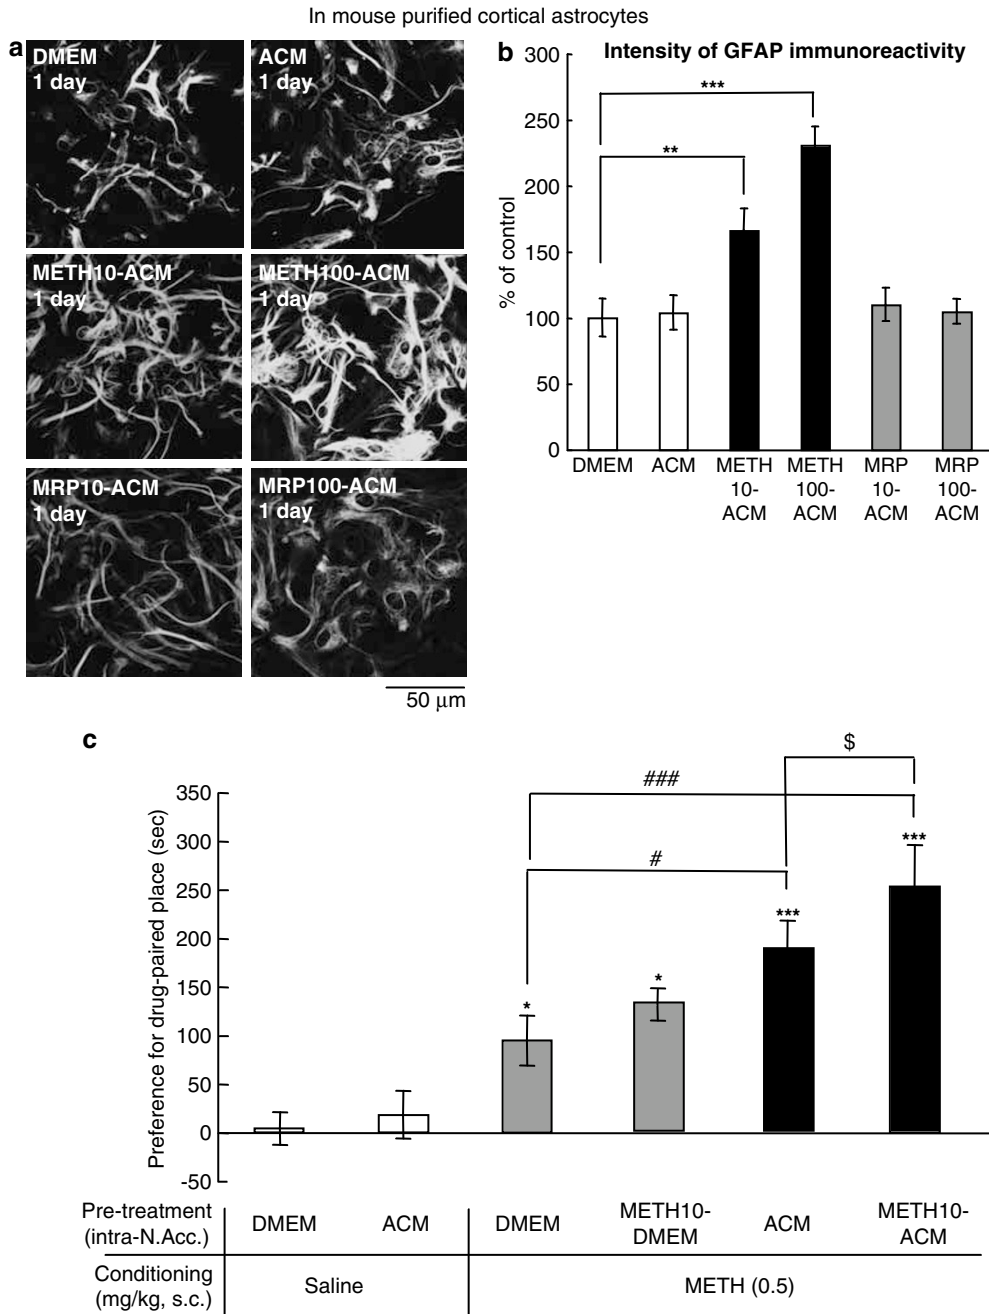 In mouse purified cortical astrocytes
a
DMEM
1 day
ACM
1 day
METH10-ACM
1 day
METH100-ACM
1 day
MRP10-ACM
1 day
MRP100-ACM
1 day
50 μm
b
Intensity of GFAP immunoreactivity
% of control
300
250
200
150
100
50
0
***
**
DMEM
ACM
METH
10-
ACM
METH
100-
ACM
MRP
10-
ACM
MRP
100-
ACM
c
Preference for drug-paired place (sec)
350
300
250
200
150
100
50
0
-50
$
###
#
*
*
***
***
Pre-treatment
(intra-N.Acc.)
DMEM
ACM
DMEM
METH10-
DMEM
ACM
METH10-
ACM
Conditioning
(mg/kg, s.c.)
Saline
METH (0.5)